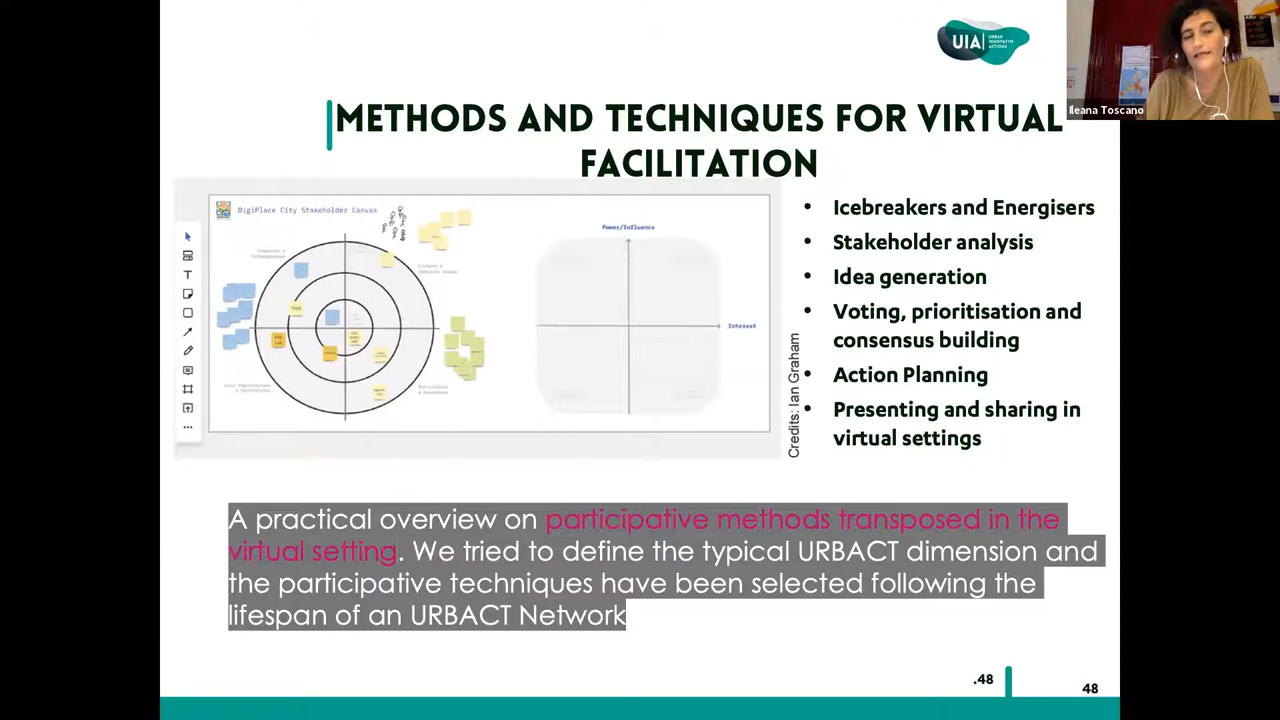 UIA
URBAN
INNOVATIVE
ACTIONS
Ileana Toscano
METHODS AND TECHNIQUES FOR VIRTUAL
FACILITATION
DigiPlace City Stakeholder Canvas
Power/Influence
Interest
Credits: Ian Graham
• Icebreakers and Energisers
• Stakeholder analysis
• Idea generation
• Voting, prioritisation and
consensus building
• Action Planning
• Presenting and sharing in
virtual settings
A practical overview on participative methods transposed in the
virtual setting. We tried to define the typical URBACT dimension and
the participative techniques have been selected following the
lifespan of an URBACT Network
.48
48